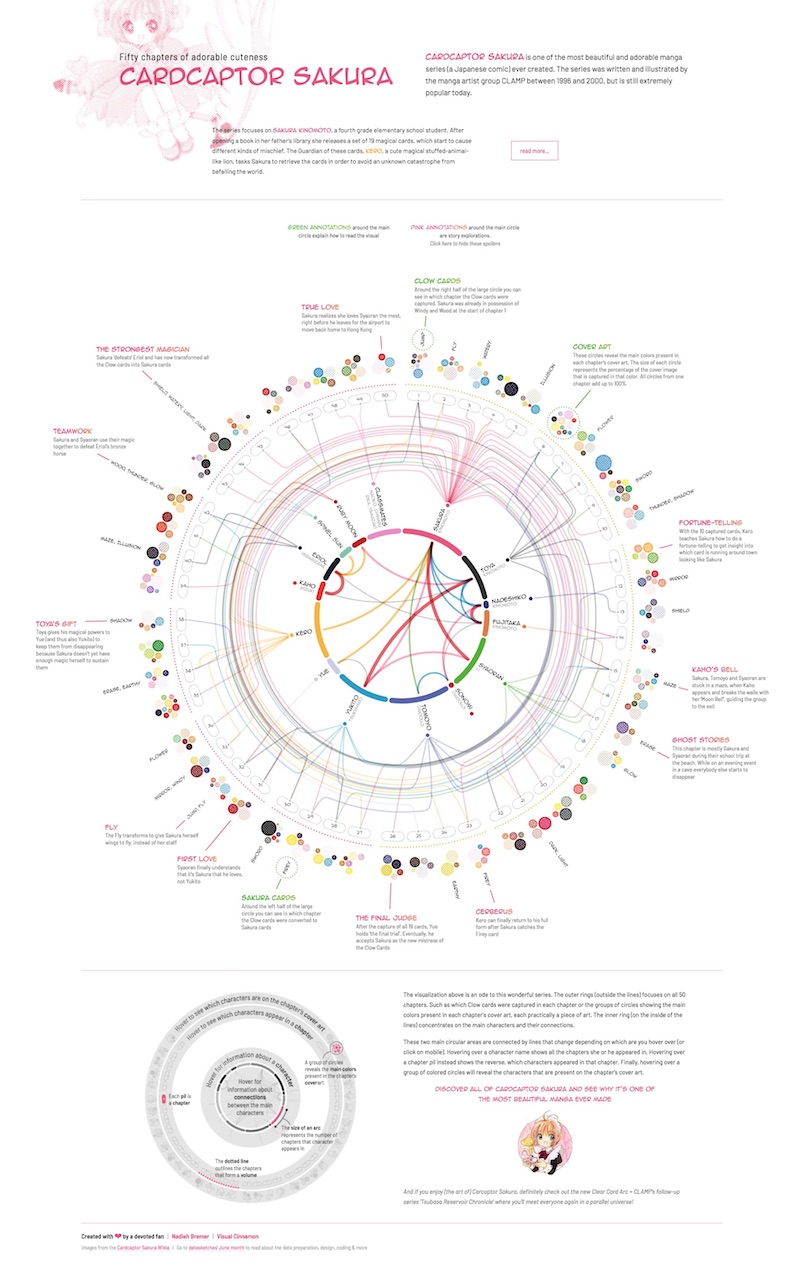 Fifty chapters of adorable cuteness
CARDCAPTOR SAKURA
CARDCAPTOR SAKURA is one of the most beautiful and adorable manga
series (a Japanese comic) ever created. The series was written and illustrated by
the manga artist group CLAMP between 1996 and 2000, but is still extremely
popular today.
The series focuses on SAKURA KINOMOTO, a fourth grade elementary school student. After
opening a book in her father's library she releases a set of 19 magical cards, which start to cause
different kinds of mischief. The Guardian of these cards, KERO, a cute magical stuffed-animal-
like lion, tasks Sakura to retrieve the cards in order to avoid an unknown catastrophe from
befalling the world.
read more...
GREEN ANNOTATIONS around the main
circle explain how to read the visual
PINK ANNOTATIONS around the main circle
are story explorations.
Click here to hide these spoilers
CLOW CARDS
Around the right half of the large circle you can
see in which chapter the Clow cards were
captured. Sakura was already in possession of
Windy and Wood at the start of chapter 1
TRUE LOVE
Sakura realizes she loves Syaoran the most,
right before he leaves for the airport to
move back home to Hong Kong
THE STRONGEST MAGICIAN
Sakura 'defeats' Eriol and has now transformed all
the Clow cards into Sakura cards
COVER ART
These circles reveal the main colors present in
each chapter's cover art. The size of each circle
represents the percentage of the cover image
that is captured in that color. All circles from one
chapter add up to 100%
TEAMWORK
Sakura and Syaoran use their magic
together to defeat Eriol's bronze
horse
FORTUNE-TELLING
With the 10 captured cards, Kero
teaches Sakura how to do a
fortune-telling to get insight into
which card is running around town
looking like Sakura
TOYA'S GIFT
Toya gives his magical powers to
Yue (and thus also Yukito) to
keep them from disappearing
because Sakura doesn't yet have
enough magic herself to sustain
them
KAHO'S BELL
Sakura, Tomoyo and Syaoran are
stuck in a maze, when Kaho
appears and breaks the walls with
her 'Moon Bell', guiding the group
to the exit
GHOST STORIES
This chapter is mostly Sakura and
Syaoran during their school trip at
the beach. While on an evening event
in a cave everybody else starts to
disappear
FLY
The Fly transforms to give Sakura herself
wings to fly, instead of her staff
FIRST LOVE
Syaoran finally understands
that it's Sakura that he loves,
not Yukito
SAKURA CARDS
Around the left half of the large
circle you can see in which chapter
the Clow cards were converted to
Sakura cards
THE FINAL JUDGE
After the capture of all 19 cards, Yue
holds 'the final trial'. Eventually, he
accepts Sakura as the new mistress of
the Clow Cards
CERBERUS
Kero can finally return to his full
form after Sakura catches the
Firey card
JUMP
FLY
WATERY
ILLUSION
FLOWER
SWORD
THUNDER, SHADOW
MIRROR
SHIELD
MAZE
ERASE
GLOW
DARK, LIGHT
FIREY
EARTHY
FIREY
SWORD
JUMP, FLY
MIRROR, WINDY
FLOWER
ERASE, EARTHY
SHADOW
MAZE, ILLUSION
WOOD, THUNDER, GLOW
SHIELD, WATERY, LIGHT, DARK
SAKURA
TOYA
KINOMOTO
NADESHIKO
KINOMOTO
FUJITAKA
KINOMOTO
SYAORAN
SONOMI
TOMOYO
YUKITO
YUE
KERO
KAHO
ERIOL
SPINEL SUN
RUBY MOON
CLASSMATES
Hover to see which characters are on the chapter's cover art
Hover to see which characters appear in a chapter
Hover for information about a character
Hover for
information about
connections
between the main
characters
A group of circles
reveals the main colors
present in the chapter's
cover art
Each pill is
a chapter
The size of an arc
represents the number of
chapters that character
appears in
The dotted line
outlines the chapters
that form a volume
The visualization above is an ode to this wonderful series. The outer rings (outside the lines) focuses on all 50
chapters. Such as which Clow cards were captured in each chapter or the groups of circles showing the main
colors present in each chapter's cover art, each practically a piece of art. The inner ring (on the inside of the
lines) concentrates on the main characters and their connections.
These two main circular areas are connected by lines that change depending on which are you hover over (or
click on mobile). Hovering over a character name shows all the chapters she or he appeared in. Hovering over
a chapter pil instead shows the reverse, which characters appeared in that chapter. Finally, hovering over a
group of colored circles will reveal the characters that are present on the chapter's cover art.
DISCOVER ALL OF CARDCAPTOR SAKURA AND SEE WHY IT'S ONE OF
THE MOST BEAUTIFUL MANGA EVER MADE
And if you enjoy (the art of) Carcaptor Sakura, definitely check out the new Clear Card Arc + CLAMP's follow-up
series 'Tsubasa Reservoir Chronicle' where you'll meet everyone again in a parallel universe!
Created with ❤ by a devoted fan | Nadieh Bremer | Visual Cinnamon
Images from the Cardcaptor Sakura Wikia | Go to datasketched June month to read about the data preparation, design, coding & more